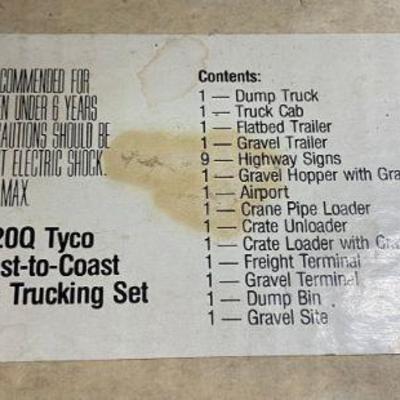 COMMENDED FOR
EN UNDER 6 YEARS
CAUTIONS SHOULD BE
T ELECTRIC SHOCK.
MAX.
20Q Tyco
st-to-Coast
Trucking Set
Contents:
1 — Dump Truck
1 — Truck Cab
1 — Flatbed Trailer
1 — Gravel Trailer
9 — Highway Signs
1 — Gravel Hopper with Gra
1 — Airport
1 — Crane Pipe Loader
1 — Crate Unloader
1 — Crate Loader with Cra
1 — Freight Terminal
1 — Gravel Terminal
1 — Dump Bin
1 — Gravel Site